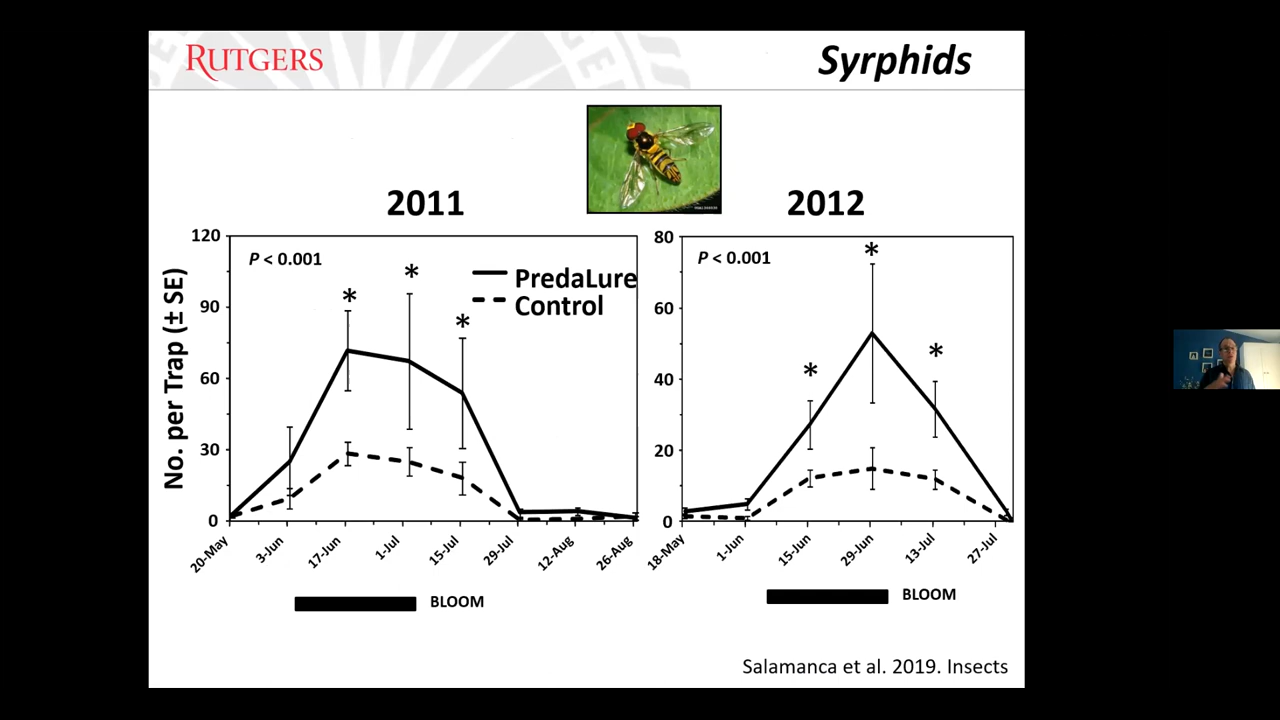 RUTGERS
Syrphids
2011
2012
No. per Trap (± SE)
120
90
60
30
0
P < 0.001
PredaLure
Control
*
*
*
20-May
3-Jun
17-Jun
1-Jul
15-Jul
29-Jul
12-Aug
26-Aug
BLOOM
80
60
40
20
0
P < 0.001
*
*
*
18-May
1-Jun
15-Jun
29-Jun
13-Jul
27-Jul
BLOOM
Salamanca et al. 2019. Insects